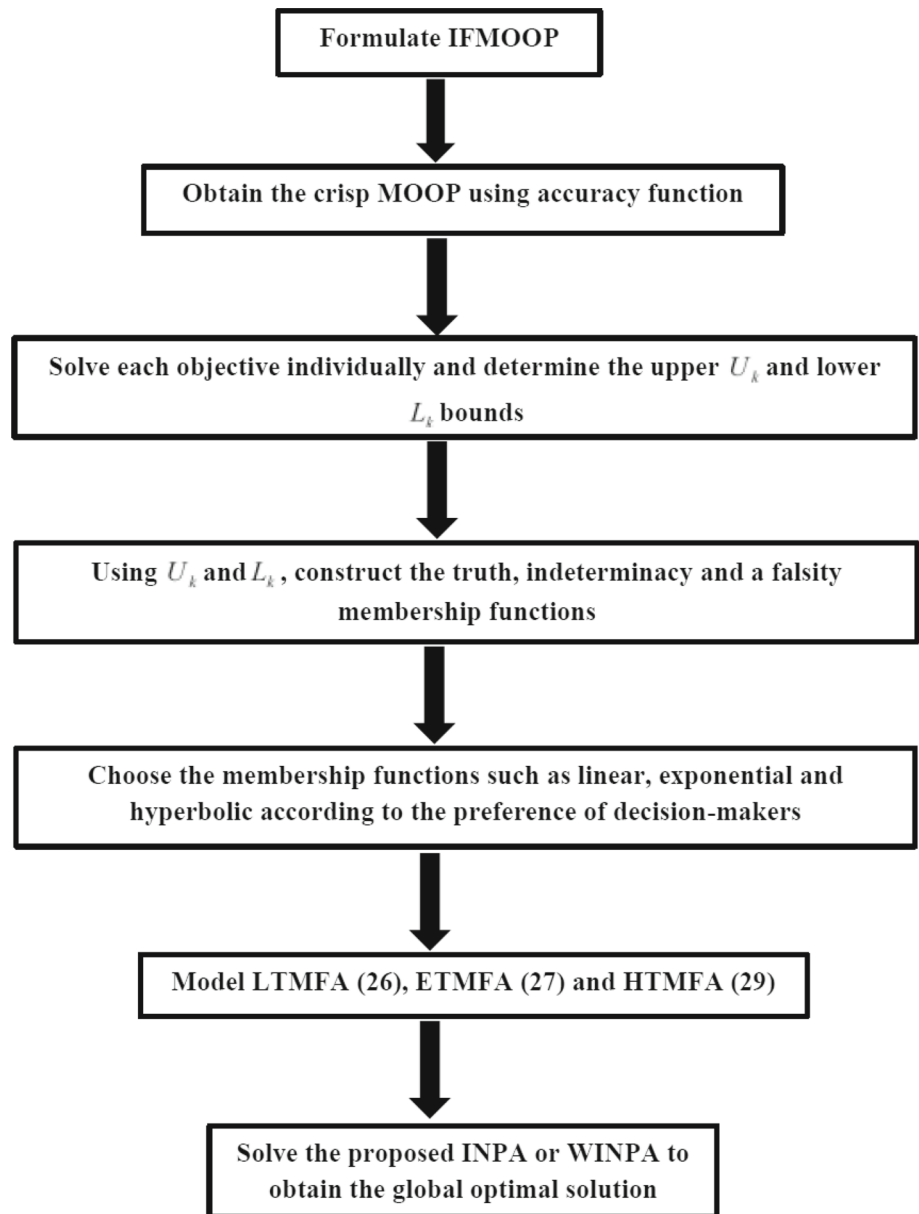 Formulate IFMOOP
Obtain the crisp MOOP using accuracy function
Solve each objective individually and determine the upper U_k and lower
L_k bounds
Using U_k and L_k, construct the truth, indeterminacy and a falsity
membership functions
Choose the membership functions such as linear, exponential and
hyperbolic according to the preference of decision-makers
Model LTMFA (26), ETMFA (27) and HTMFA (29)
Solve the proposed INPA or WINPA to
obtain the global optimal solution